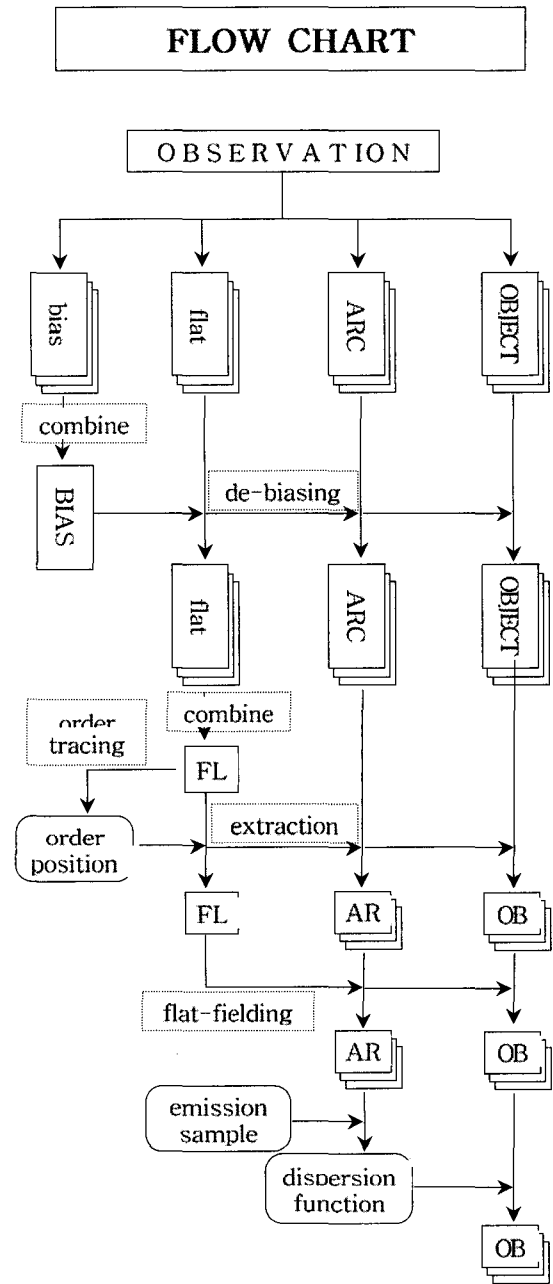 FLOW CHART
OBSERVATION
bias
flat
ARC
OBJECT
combine
BIAS
de-biasing
flat
ARC
OBJECT
order
tracing
combine
FL
order
position
extraction
FL
AR
OB
flat-fielding
AR
OB
emission
sample
dispersion
function
OB